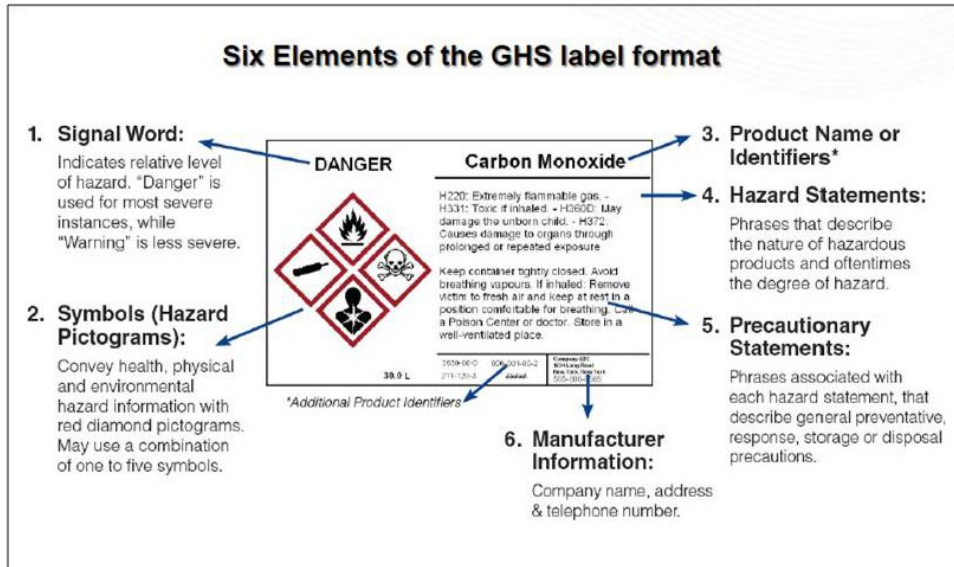 Six Elements of the GHS label format
1. Signal Word:
Indicates relative level
of hazard. "Danger" is
used for most severe
instances, while
"Warning" is less severe.
2. Symbols (Hazard
Pictograms):
Convey health, physical
and environmental
hazard information with
red diamond pictograms.
May use a combination
of one to five symbols.
DANGER
30.0 L
Carbon Monoxide
H220: Extremely flammable gas. -
H331: Toxic if inhaled. - H360D: May
damage the unborn child. - H372:
Causes damage to organs through
prolonged or repeated exposure
Keep container tightly closed. Avoid
breathing vapours. If inhaled: Remove
victim to fresh air and keep at rest in a
position comfortable for breathing. Call
a Poison Center or doctor. Store in a
well-ventilated place.
Company ABC
New York, New York
*Additional Product Identifiers
3. Product Name or
Identifiers*
4. Hazard Statements:
Phrases that describe
the nature of hazardous
products and oftentimes
the degree of hazard.
5. Precautionary
Statements:
Phrases associated with
each hazard statement, that
describe general preventative,
response, storage or disposal
precautions.
6. Manufacturer
Information:
Company name, address
& telephone number.